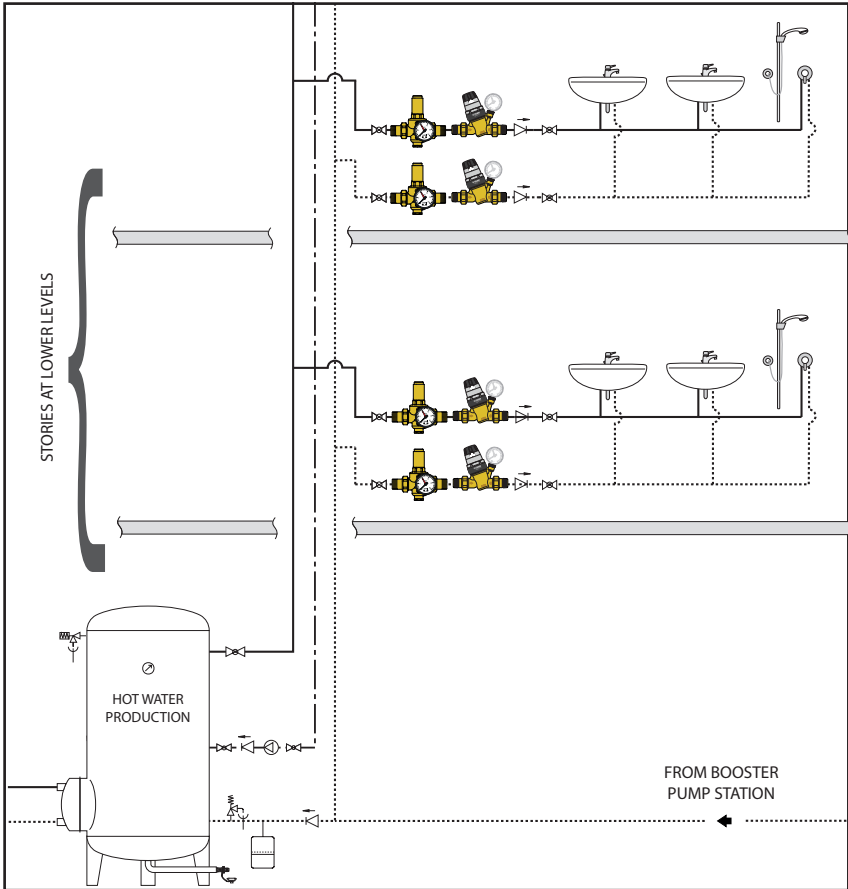 STORIES AT LOWER LEVELS
HOT WATER
PRODUCTION
FROM BOOSTER
PUMP STATION